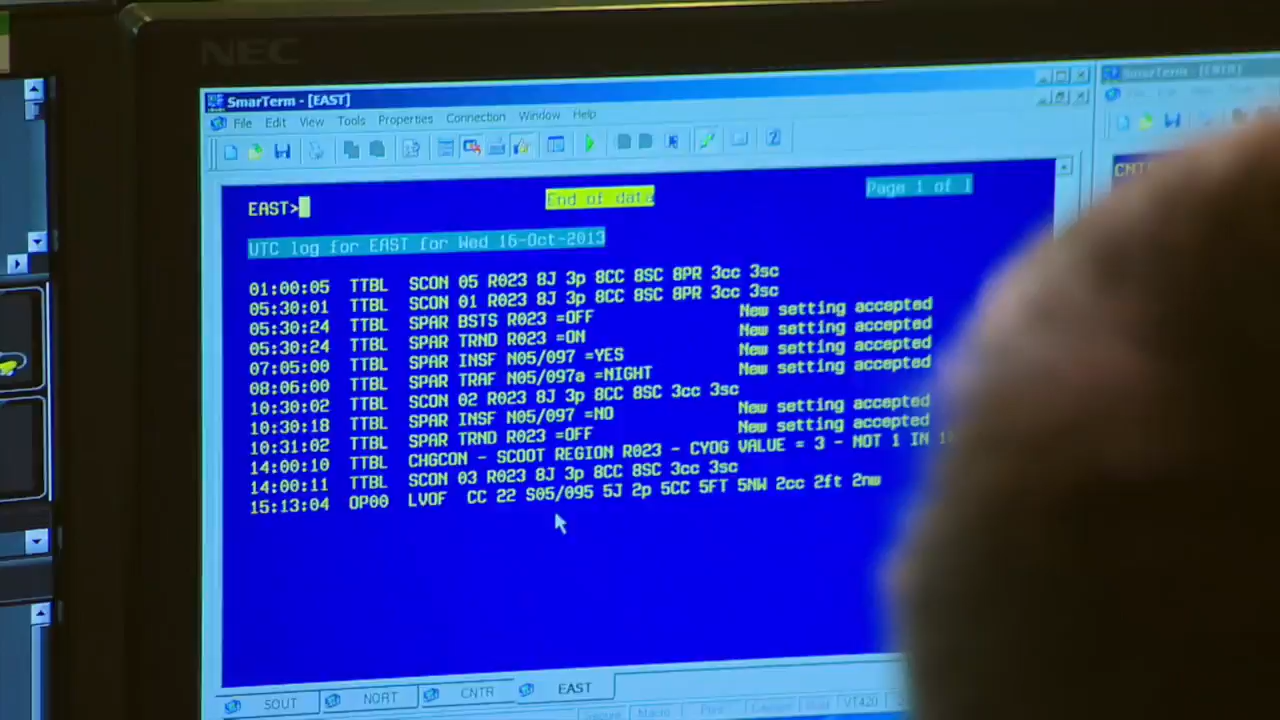 NEC
SmarTerm - [EAST]
File Edit View Tools Properties Connection Window Help
EAST> End of data Page 1 of 1
UTC log for EAST for Wed 16-Oct-2013
01:00:05 TTBL SCON 05 R023 8J 3p 8CC 8SC 8PR 3cc 3sc
05:30:01 TTBL SCON 01 R023 8J 3p 8CC 8SC 8PR 3cc 3sc
05:30:24 TTBL SPAR BSTS R023 =OFF New setting accepted
05:30:24 TTBL SPAR TRND R023 =ON New setting accepted
07:05:00 TTBL SPAR INSF N05/097 =YES New setting accepted
08:06:00 TTBL SPAR TRAF N05/097a =NIGHT New setting accepted
10:30:02 TTBL SCON 02 R023 8J 3p 8CC 8SC 3cc 3sc
10:30:18 TTBL SPAR INSF N05/097 =NO New setting accepted
10:31:02 TTBL SPAR TRND R023 =OFF New setting accepted
14:00:10 TTBL CHGCON - SCOOT REGION R023 - CYOG VALUE = 3 - NOT 1 IN
14:00:11 TTBL SCON 03 R023 8J 3p 8CC 8SC 3cc 3sc
15:13:04 OP00 LVOF CC 22 S05/095 5J 2p 5CC 5FT 5NW 2cc 2ft 2nw
SOUT NORT CNTR EAST
VT420
SmarTerm
CNTR